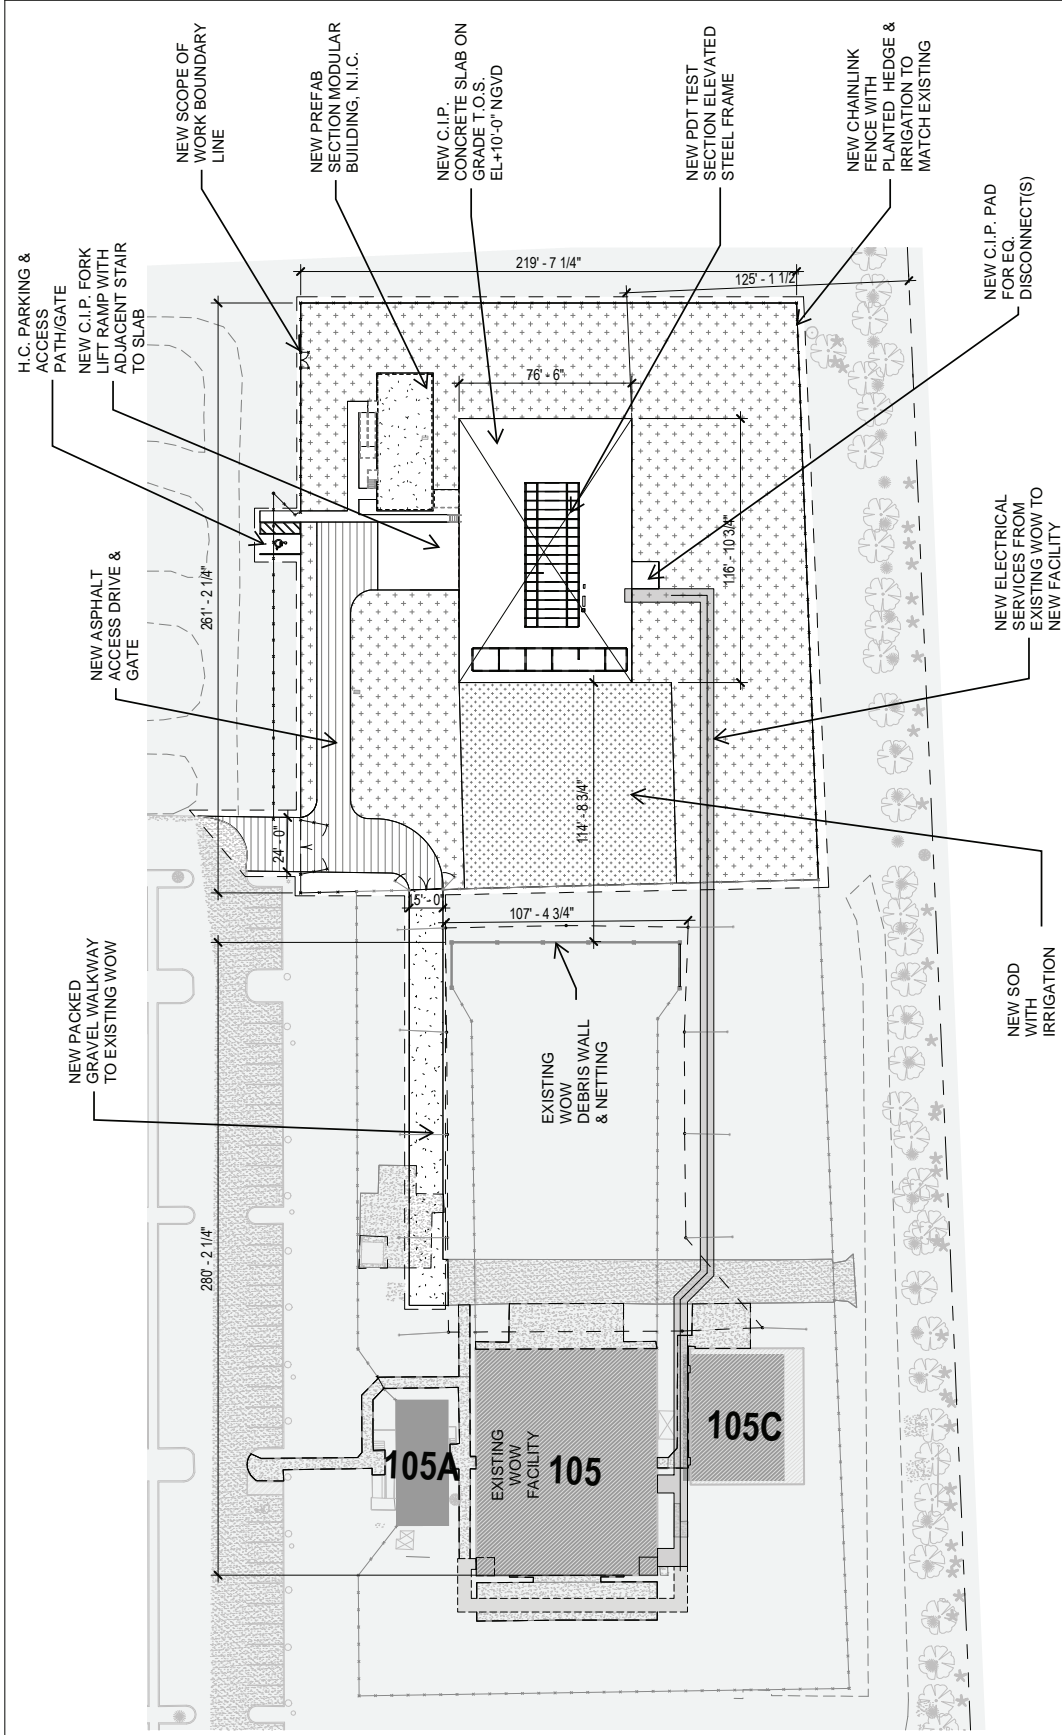 H.C. PARKING &
ACCESS
PATH/GATE
NEW C.I.P. FORK
LIFT RAMP WITH
ADJACENT STAIR
TO SLAB
NEW SCOPE OF
WORK BOUNDARY
LINE
NEW PREFAB
SECTION MODULAR
BUILDING, N.I.C.
NEW C.I.P.
CONCRETE SLAB ON
GRADE T.O.S.
EL+10'-0" NGVD
NEW PDT TEST
SECTION ELEVATED
STEEL FRAME
NEW CHAINLINK
FENCE WITH
PLANTED HEDGE &
IRRIGATION TO
MATCH EXISTING
NEW C.I.P. PAD
FOR EQ.
DISCONNECT(S)
NEW ASPHALT
ACCESS DRIVE &
GATE
NEW ELECTRICAL
SERVICES FROM
EXISTING WOW TO
NEW FACILITY
NEW PACKED
GRAVEL WALKWAY
TO EXISTING WOW
NEW SOD
WITH
IRRIGATION
EXISTING
WOW
DEBRIS WALL
& NETTING
EXISTING
WOW
FACILITY
105
105A
105C
219' - 7 1/4"
125' - 1 1/2"
76' - 6"
116' - 10 3/4"
261' - 2 1/4"
24' - 0"
114' - 8 3/4"
15' - 0"
107' - 4 3/4"
280' - 2 1/4"